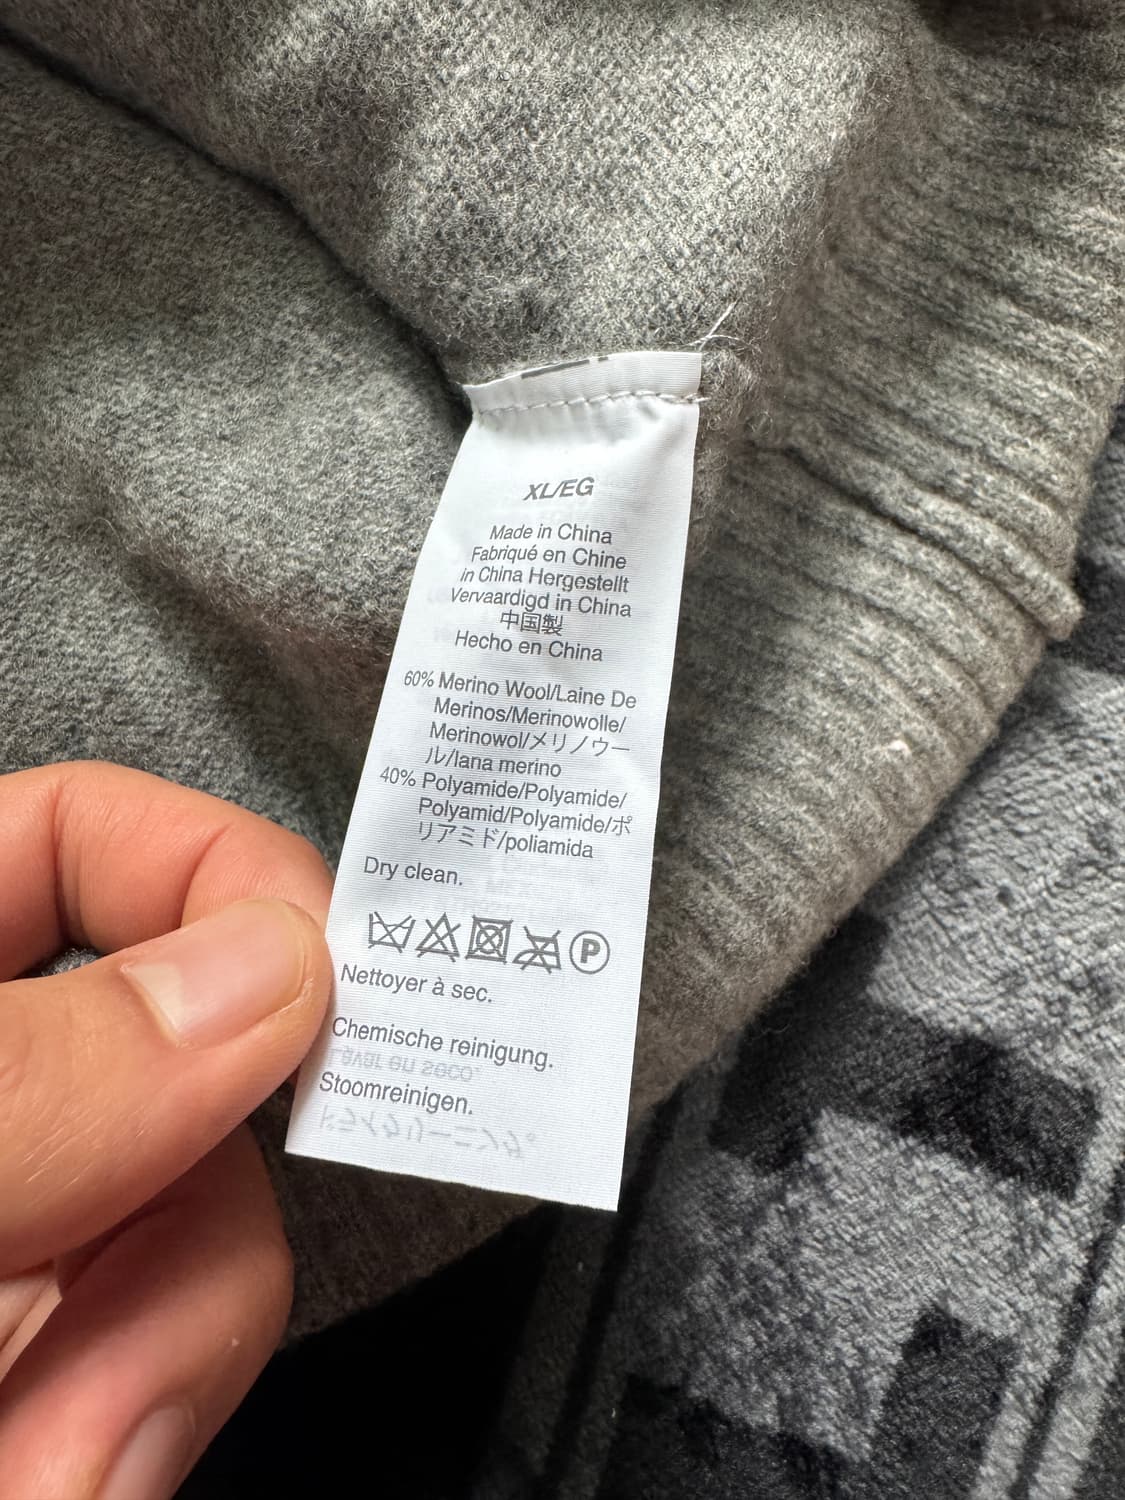 XL/EG
Made in China
Fabriqué en Chine
in China Hergestellt
Vervaardigd in China
中国製
Hecho en China
60% Merino Wool/Laine De
Merinos/Merinowolle/
Merinowol/メリノウー
ル/lana merino
40% Polyamide/Polyamide/
Polyamid/Polyamide/ポ
リアミド/poliamida
Dry clean.
P
Nettoyer à sec.
Chemische reinigung.
Stoomreinigen.